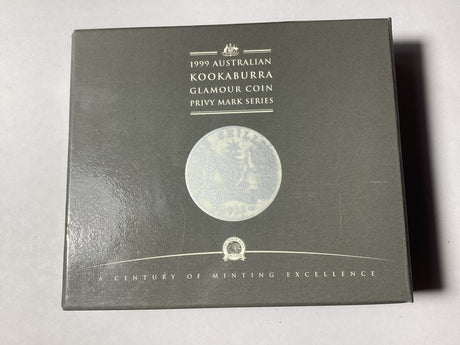 1999 AUSTRALIAN
KOOKABURRA
GLAMOUR COIN
PRIVY MARK SERIES
A CENTURY OF MINTING EXCELLENCE